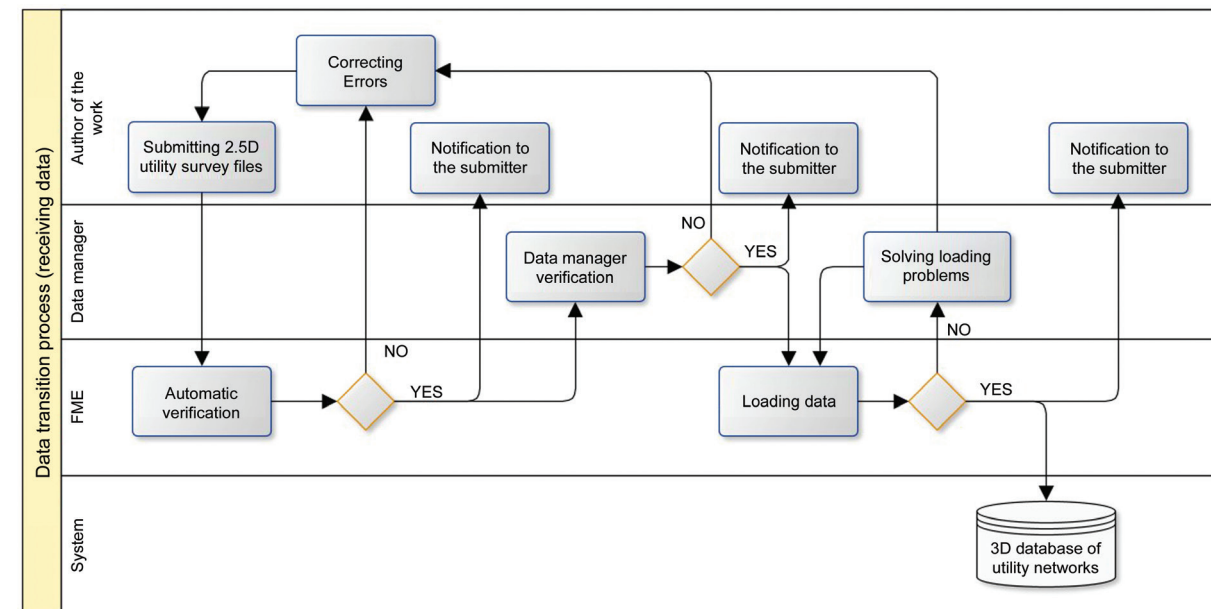 Data transition process (receiving data)
Author of the
work
Correcting
Errors
Submitting 2.5D
utility survey files
Notification to
the submitter
Notification to
the submitter
Notification to
the submitter
Data manager
Data manager
verification
NO
YES
Solving loading
problems
NO
FME
Automatic
verification
NO
YES
Loading data
YES
System
3D database of
utility networks